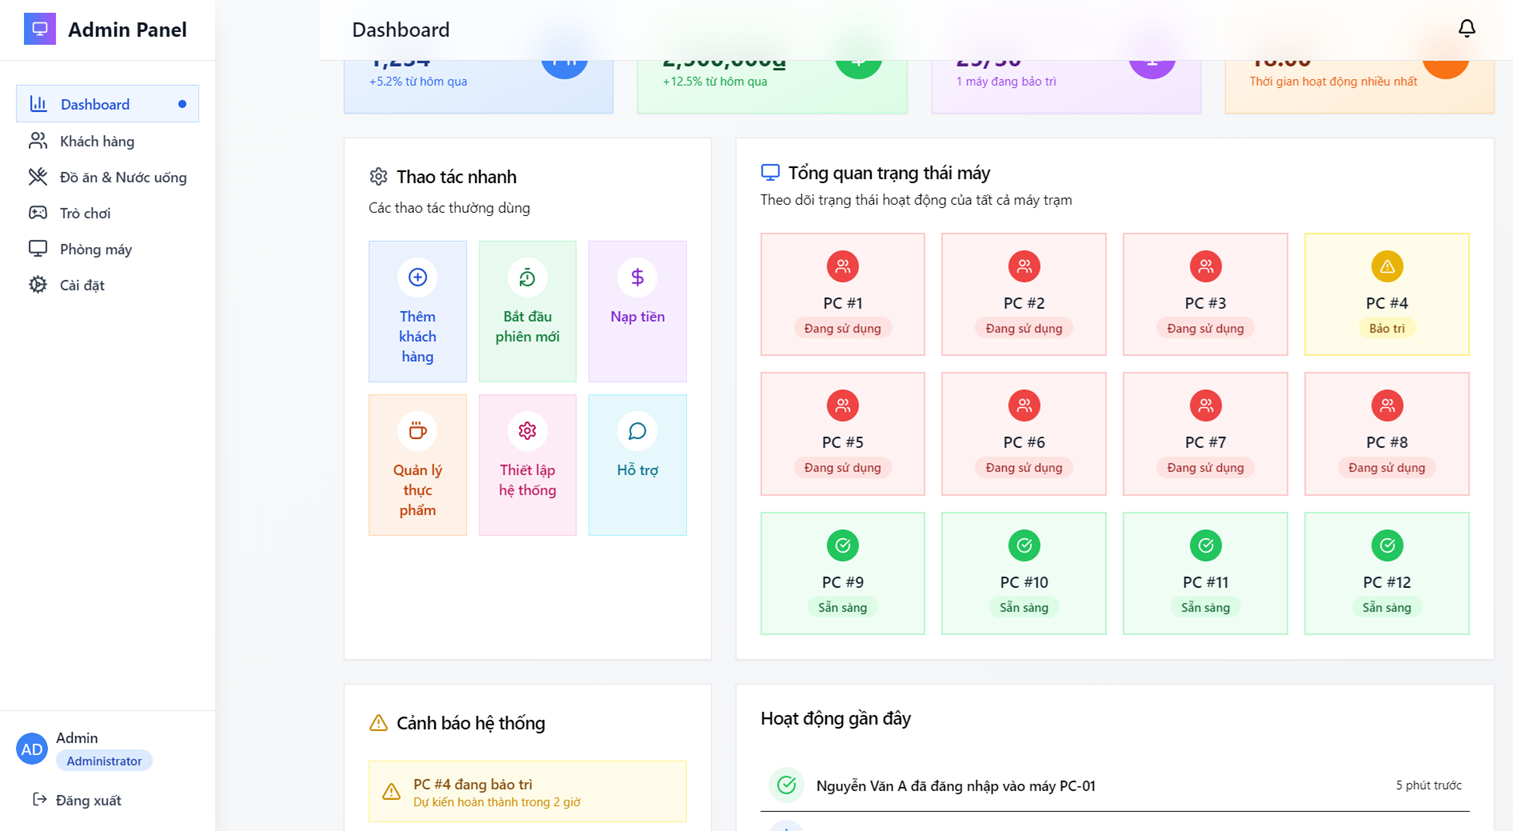 Admin Panel
Dashboard
Dashboard
Khách hàng
Đồ ăn & Nước uống
Trò chơi
Phòng máy
Cài đặt
+5.2% từ hôm qua
+12.5% từ hôm qua
1 máy đang bảo trì
Thời gian hoạt động nhiều nhất
Thao tác nhanh
Các thao tác thường dùng
Thêm
khách
hàng
Bắt đầu
phiên mới
Nạp tiền
Quản lý
thực
phẩm
Thiết lập
hệ thống
Hỗ trợ
Tổng quan trạng thái máy
Theo dõi trạng thái hoạt động của tất cả máy trạm
PC #1
Đang sử dụng
PC #2
Đang sử dụng
PC #3
Đang sử dụng
PC #4
Bảo trì
PC #5
Đang sử dụng
PC #6
Đang sử dụng
PC #7
Đang sử dụng
PC #8
Đang sử dụng
PC #9
Sẵn sàng
PC #10
Sẵn sàng
PC #11
Sẵn sàng
PC #12
Sẵn sàng
Cảnh báo hệ thống
PC #4 đang bảo trì
Dự kiến hoàn thành trong 2 giờ
Hoạt động gần đây
Nguyễn Văn A đã đăng nhập vào máy PC-01
5 phút trước
AD
Admin
Administrator
Đăng xuất